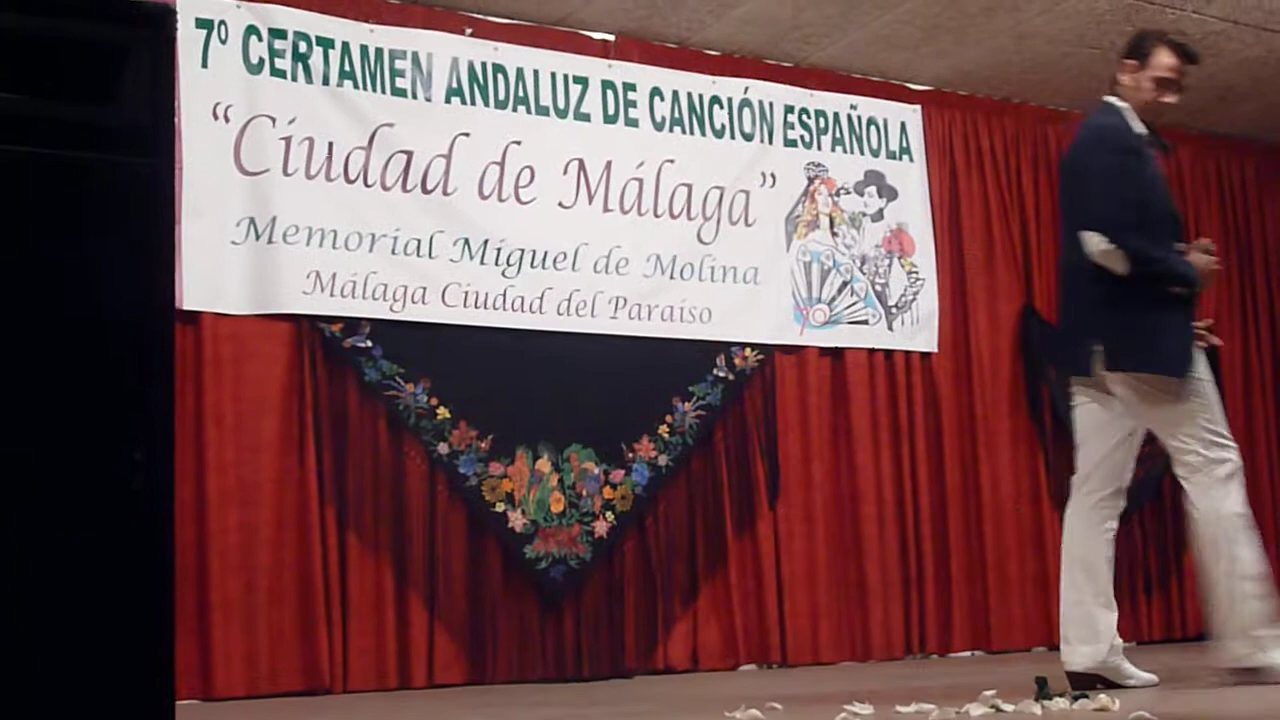 7º CERTAMEN ANDALUZ DE CANCIÓN ESPAÑOLA
“Ciudad de Málaga”
Memorial Miguel de Molina
Málaga Ciudad del Paraíso